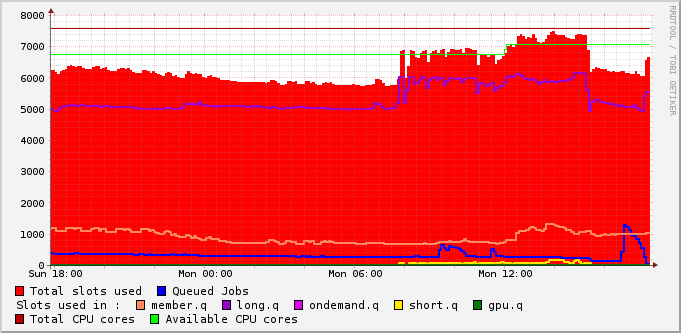 8000
7000
6000
5000
4000
3000
2000
1000
0
Sun 18:00 Mon 00:00 Mon 06:00 Mon 12:00
Total slots used Queued Jobs
Slots used in : member.q long.q ondemand.q short.q gpu.q
Total CPU cores Available CPU cores
RRDTOOL / TOBI OETIKER